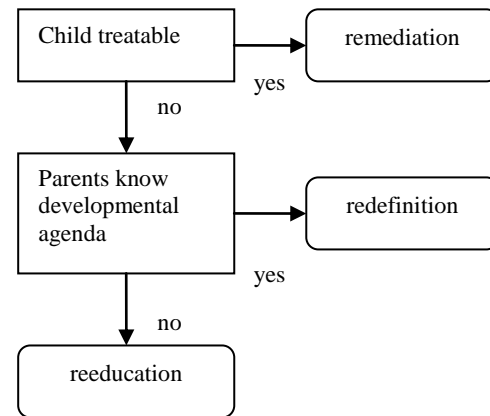 Child treatable
remediation
yes
no
Parents know
developmental
agenda
redefinition
yes
no
reeducation